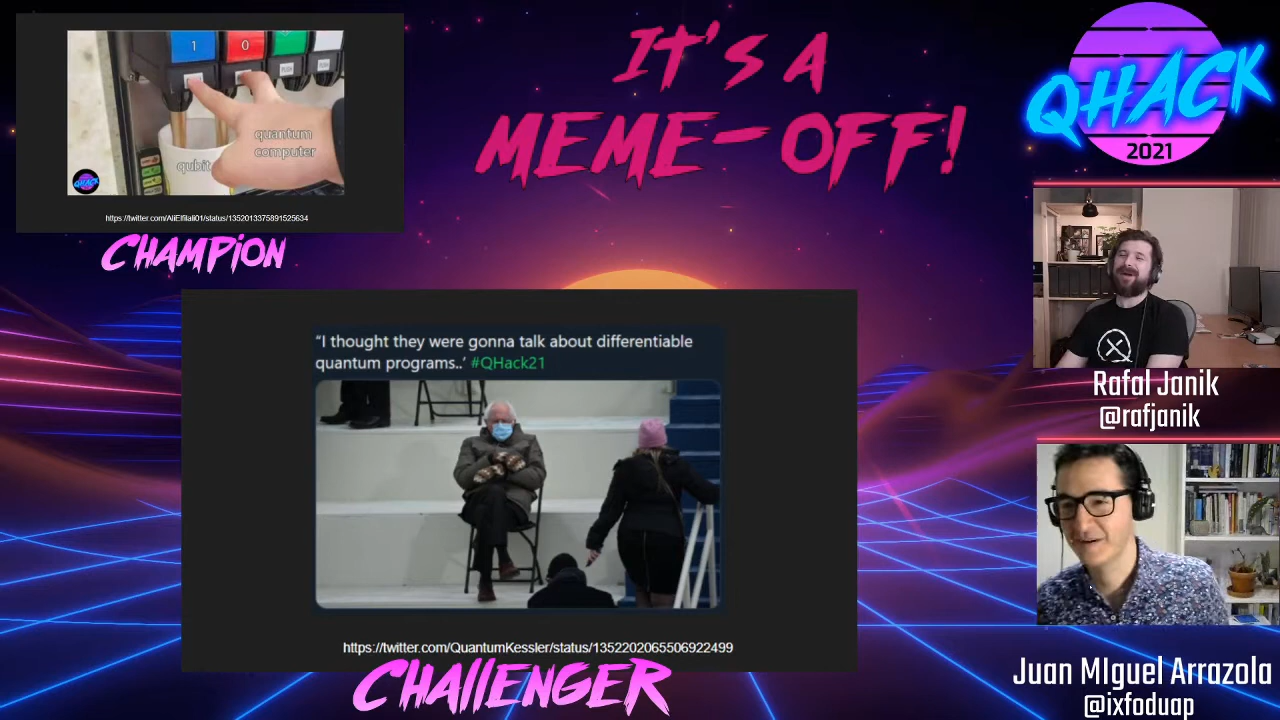 1
0
PUSH
quantum
computer
qubit
QHACK
https://twitter.com/AliElfilali01/status/1352013375891525634
CHAMPION
IT'S A
MEME-OFF!
QHACK
2021
Rafal Janik
@rafjanik
"I thought they were gonna talk about differentiable
quantum programs..' #QHack21
https://twitter.com/QuantumKessler/status/1352202065506922499
CHAllENGER
Juan MIguel Arrazola
@ixfoduap